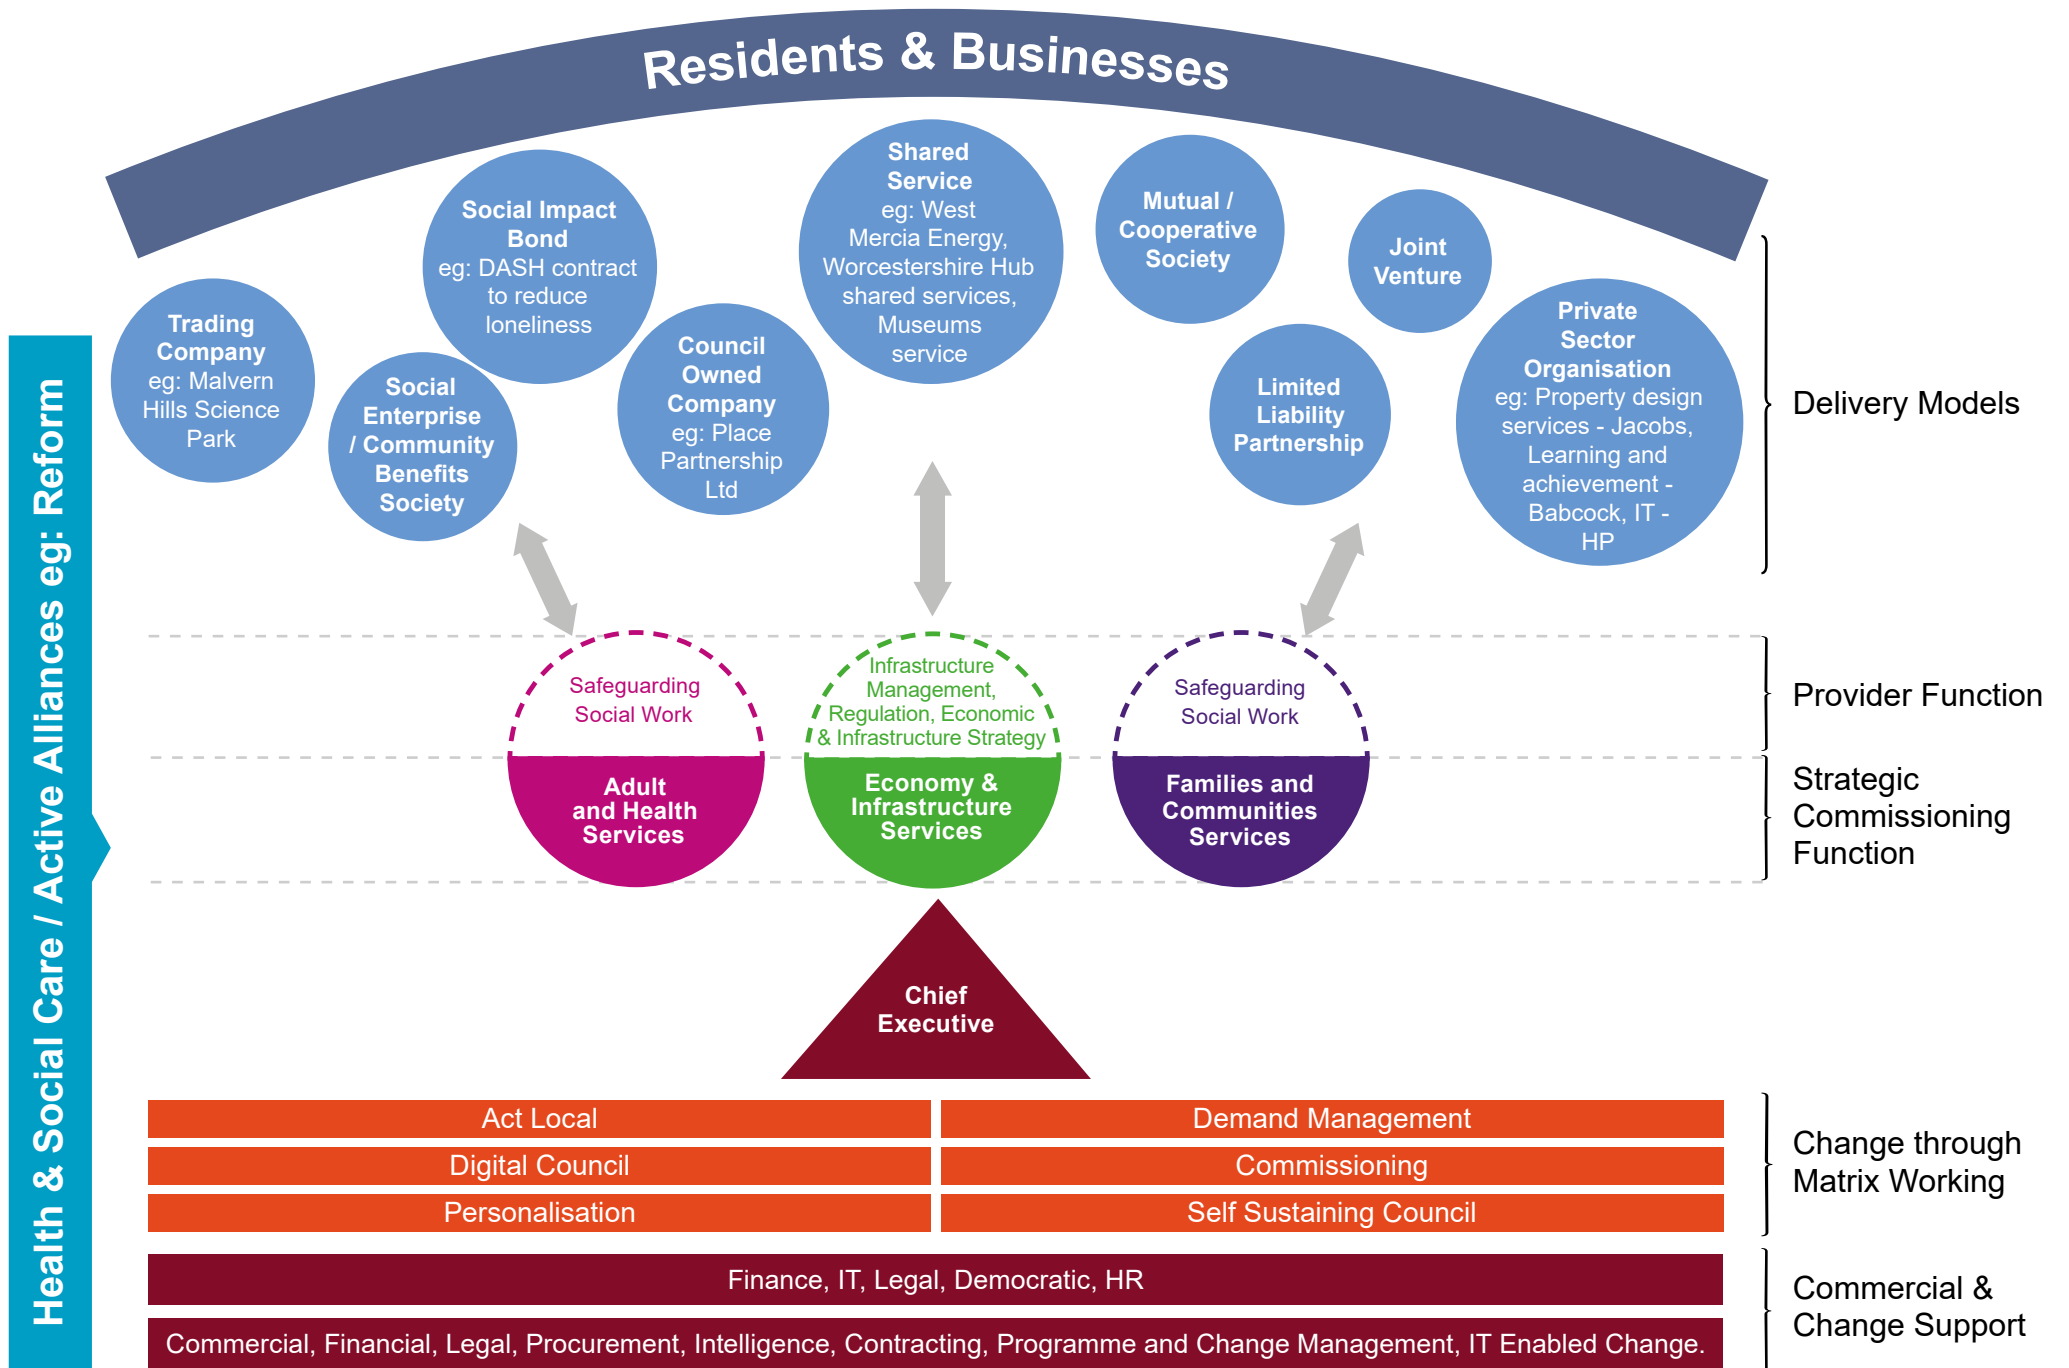 Residents & Businesses
Trading
Company
eg: Malvern
Hills Science
Park
Social
Enterprise
/ Community
Benefits
Society
Social Impact
Bond
eg: DASH contract
to reduce
loneliness
Council
Owned
Company
eg: Place
Partnership
Ltd
Shared
Service
eg: West
Mercia Energy,
Worcestershire Hub
shared services,
Museums
service
Mutual /
Cooperative
Society
Limited
Liability
Partnership
Joint
Venture
Private
Sector
Organisation
eg: Property design
services - Jacobs,
Learning and
achievement -
Babcock, IT -
HP
Delivery Models
Safeguarding
Social Work
Infrastructure
Management,
Regulation, Economic
& Infrastructure Strategy
Safeguarding
Social Work
Provider Function
Adult
and Health
Services
Economy &
Infrastructure
Services
Families and
Communities
Services
Strategic
Commissioning
Function
Chief
Executive
Act Local
Demand Management
Digital Council
Commissioning
Personalisation
Self Sustaining Council
Change through
Matrix Working
Finance, IT, Legal, Democratic, HR
Commercial, Financial, Legal, Procurement, Intelligence, Contracting, Programme and Change Management, IT Enabled Change.
Commercial &
Change Support
Health & Social Care / Active Alliances eg: Reform